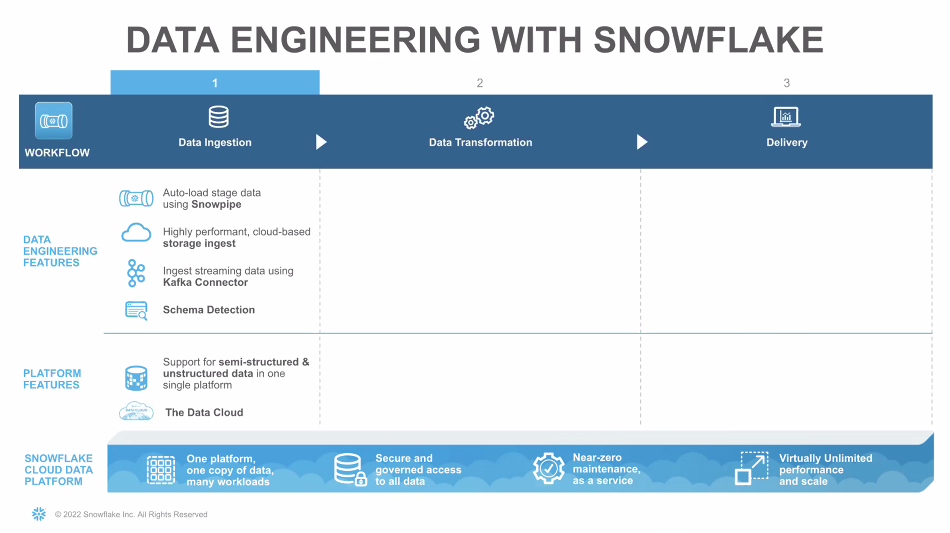 DATA ENGINEERING WITH SNOWFLAKE
1
2
3
WORKFLOW
Data Ingestion
Data Transformation
Delivery
DATA
ENGINEERING
FEATURES
Auto-load stage data
using Snowpipe
Highly performant, cloud-based
storage ingest
Ingest streaming data using
Kafka Connector
Schema Detection
PLATFORM
FEATURES
Support for semi-structured &
unstructured data in one
single platform
DATA CLOUD
The Data Cloud
SNOWFLAKE
CLOUD DATA
PLATFORM
One platform,
one copy of data,
many workloads
Secure and
governed access
to all data
Near-zero
maintenance,
as a service
Virtually Unlimited
performance
and scale
© 2022 Snowflake Inc. All Rights Reserved